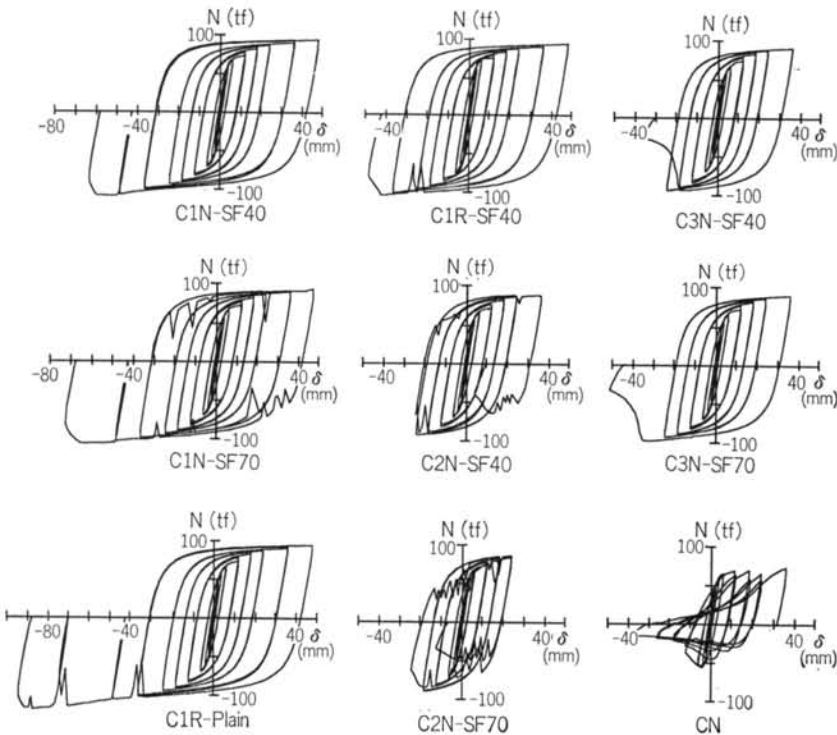 N (tf)
100
-80
-40
40 δ
(mm)
-100
C1N-SF40
N (tf)
100
-40
40 δ
(mm)
-100
C1R-SF40
N (tf)
100
-40
40 δ
(mm)
-100
C3N-SF40
N (tf)
100
-80
-40
40 δ
(mm)
-100
C1N-SF70
N (tf)
100
-40
40 δ
(mm)
-100
C2N-SF40
N (tf)
100
-40
40 δ
(mm)
-100
C3N-SF70
N (tf)
100
-80
-40
40 δ
(mm)
-100
C1R-Plain
N (tf)
100
-40
40 δ
(mm)
-100
C2N-SF70
N (tf)
100
-40
40 δ
(mm)
-100
CN